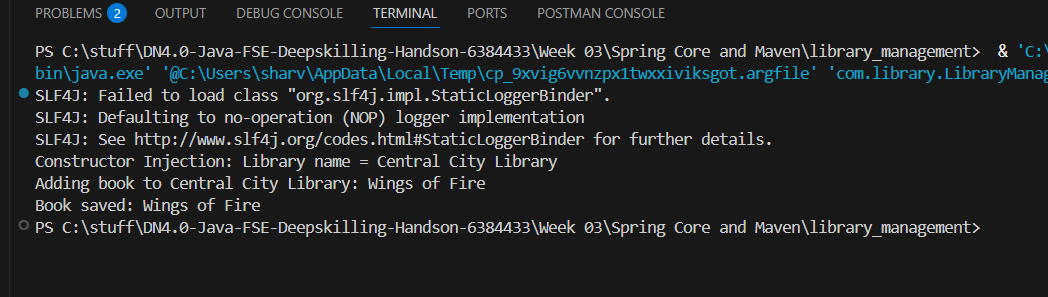 PROBLEMS 2 OUTPUT DEBUG CONSOLE TERMINAL PORTS POSTMAN CONSOLE
PS C:\stuff\DN4.0-Java-FSE-Deepskilling-Handson-6384433\Week 03\Spring Core and Maven\library_management> & 'C:\
bin\java.exe' '@C:\Users\sharv\AppData\Local\Temp\cp_9xvig6vvnzpx1twxxiviksgot.argfile' 'com.library.LibraryManag
SLF4J: Failed to load class "org.slf4j.impl.StaticLoggerBinder".
SLF4J: Defaulting to no-operation (NOP) logger implementation
SLF4J: See http://www.slf4j.org/codes.html#StaticLoggerBinder for further details.
Constructor Injection: Library name = Central City Library
Adding book to Central City Library: Wings of Fire
Book saved: Wings of Fire
PS C:\stuff\DN4.0-Java-FSE-Deepskilling-Handson-6384433\Week 03\Spring Core and Maven\library_management>